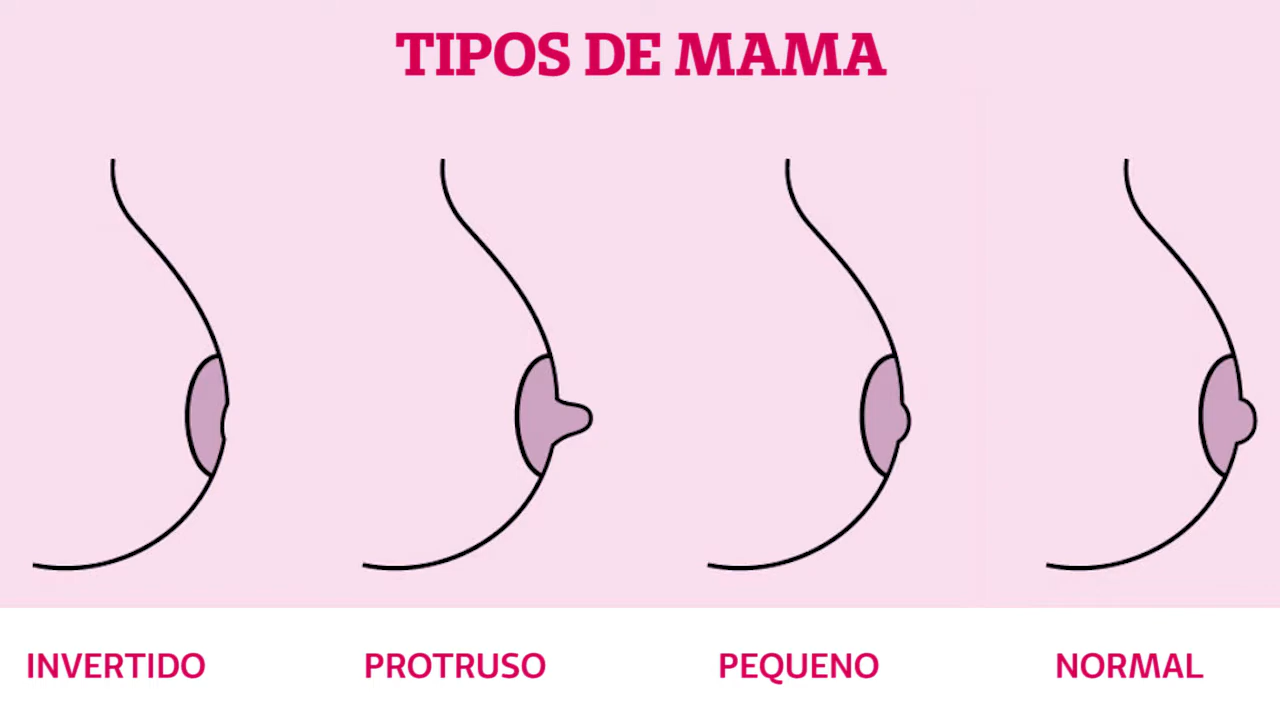 TIPOS DE MAMA
INVERTIDO
PROTRUSO
PEQUENO
NORMAL